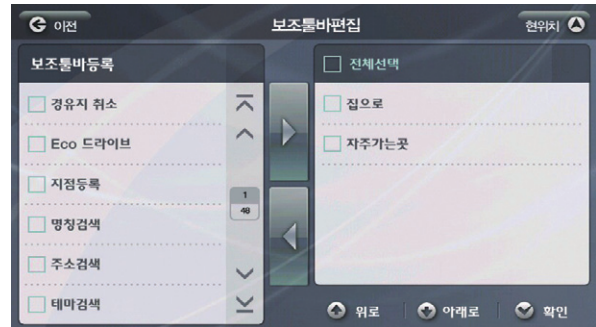 이전
보조툴바편집
현위치
보조툴바등록
경유지 취소
Eco 드라이브
지점등록
명칭검색
주소검색
테마검색
1
48
전체선택
집으로
자주가는곳
위로
아래로
확인